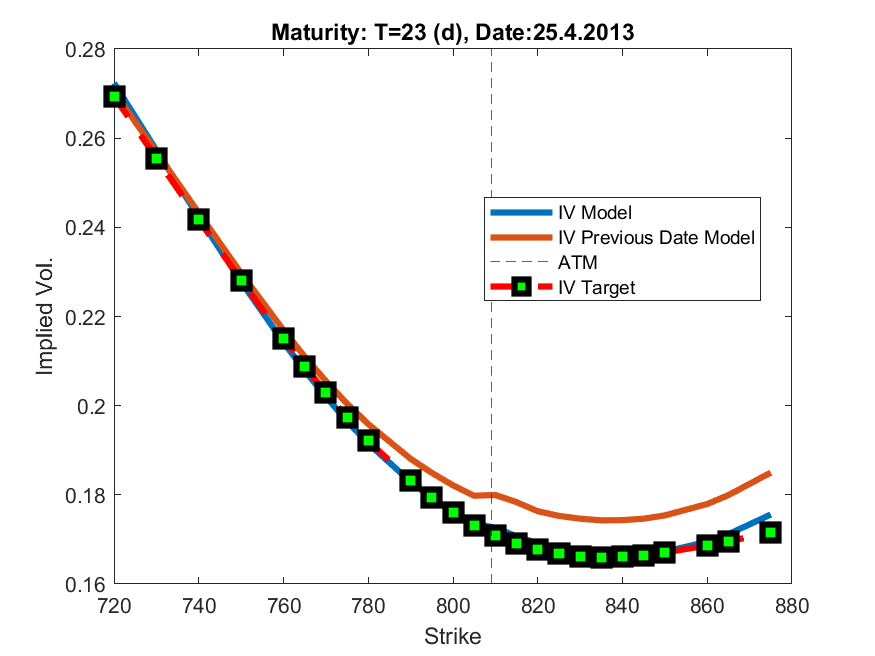 Maturity: T=23 (d), Date:25.4.2013
0.28
0.26
0.24
0.22
0.2
0.18
0.16
Implied Vol.
IV Model
IV Previous Date Model
ATM
IV Target
720 740 760 780 800 820 840 860 880
Strike